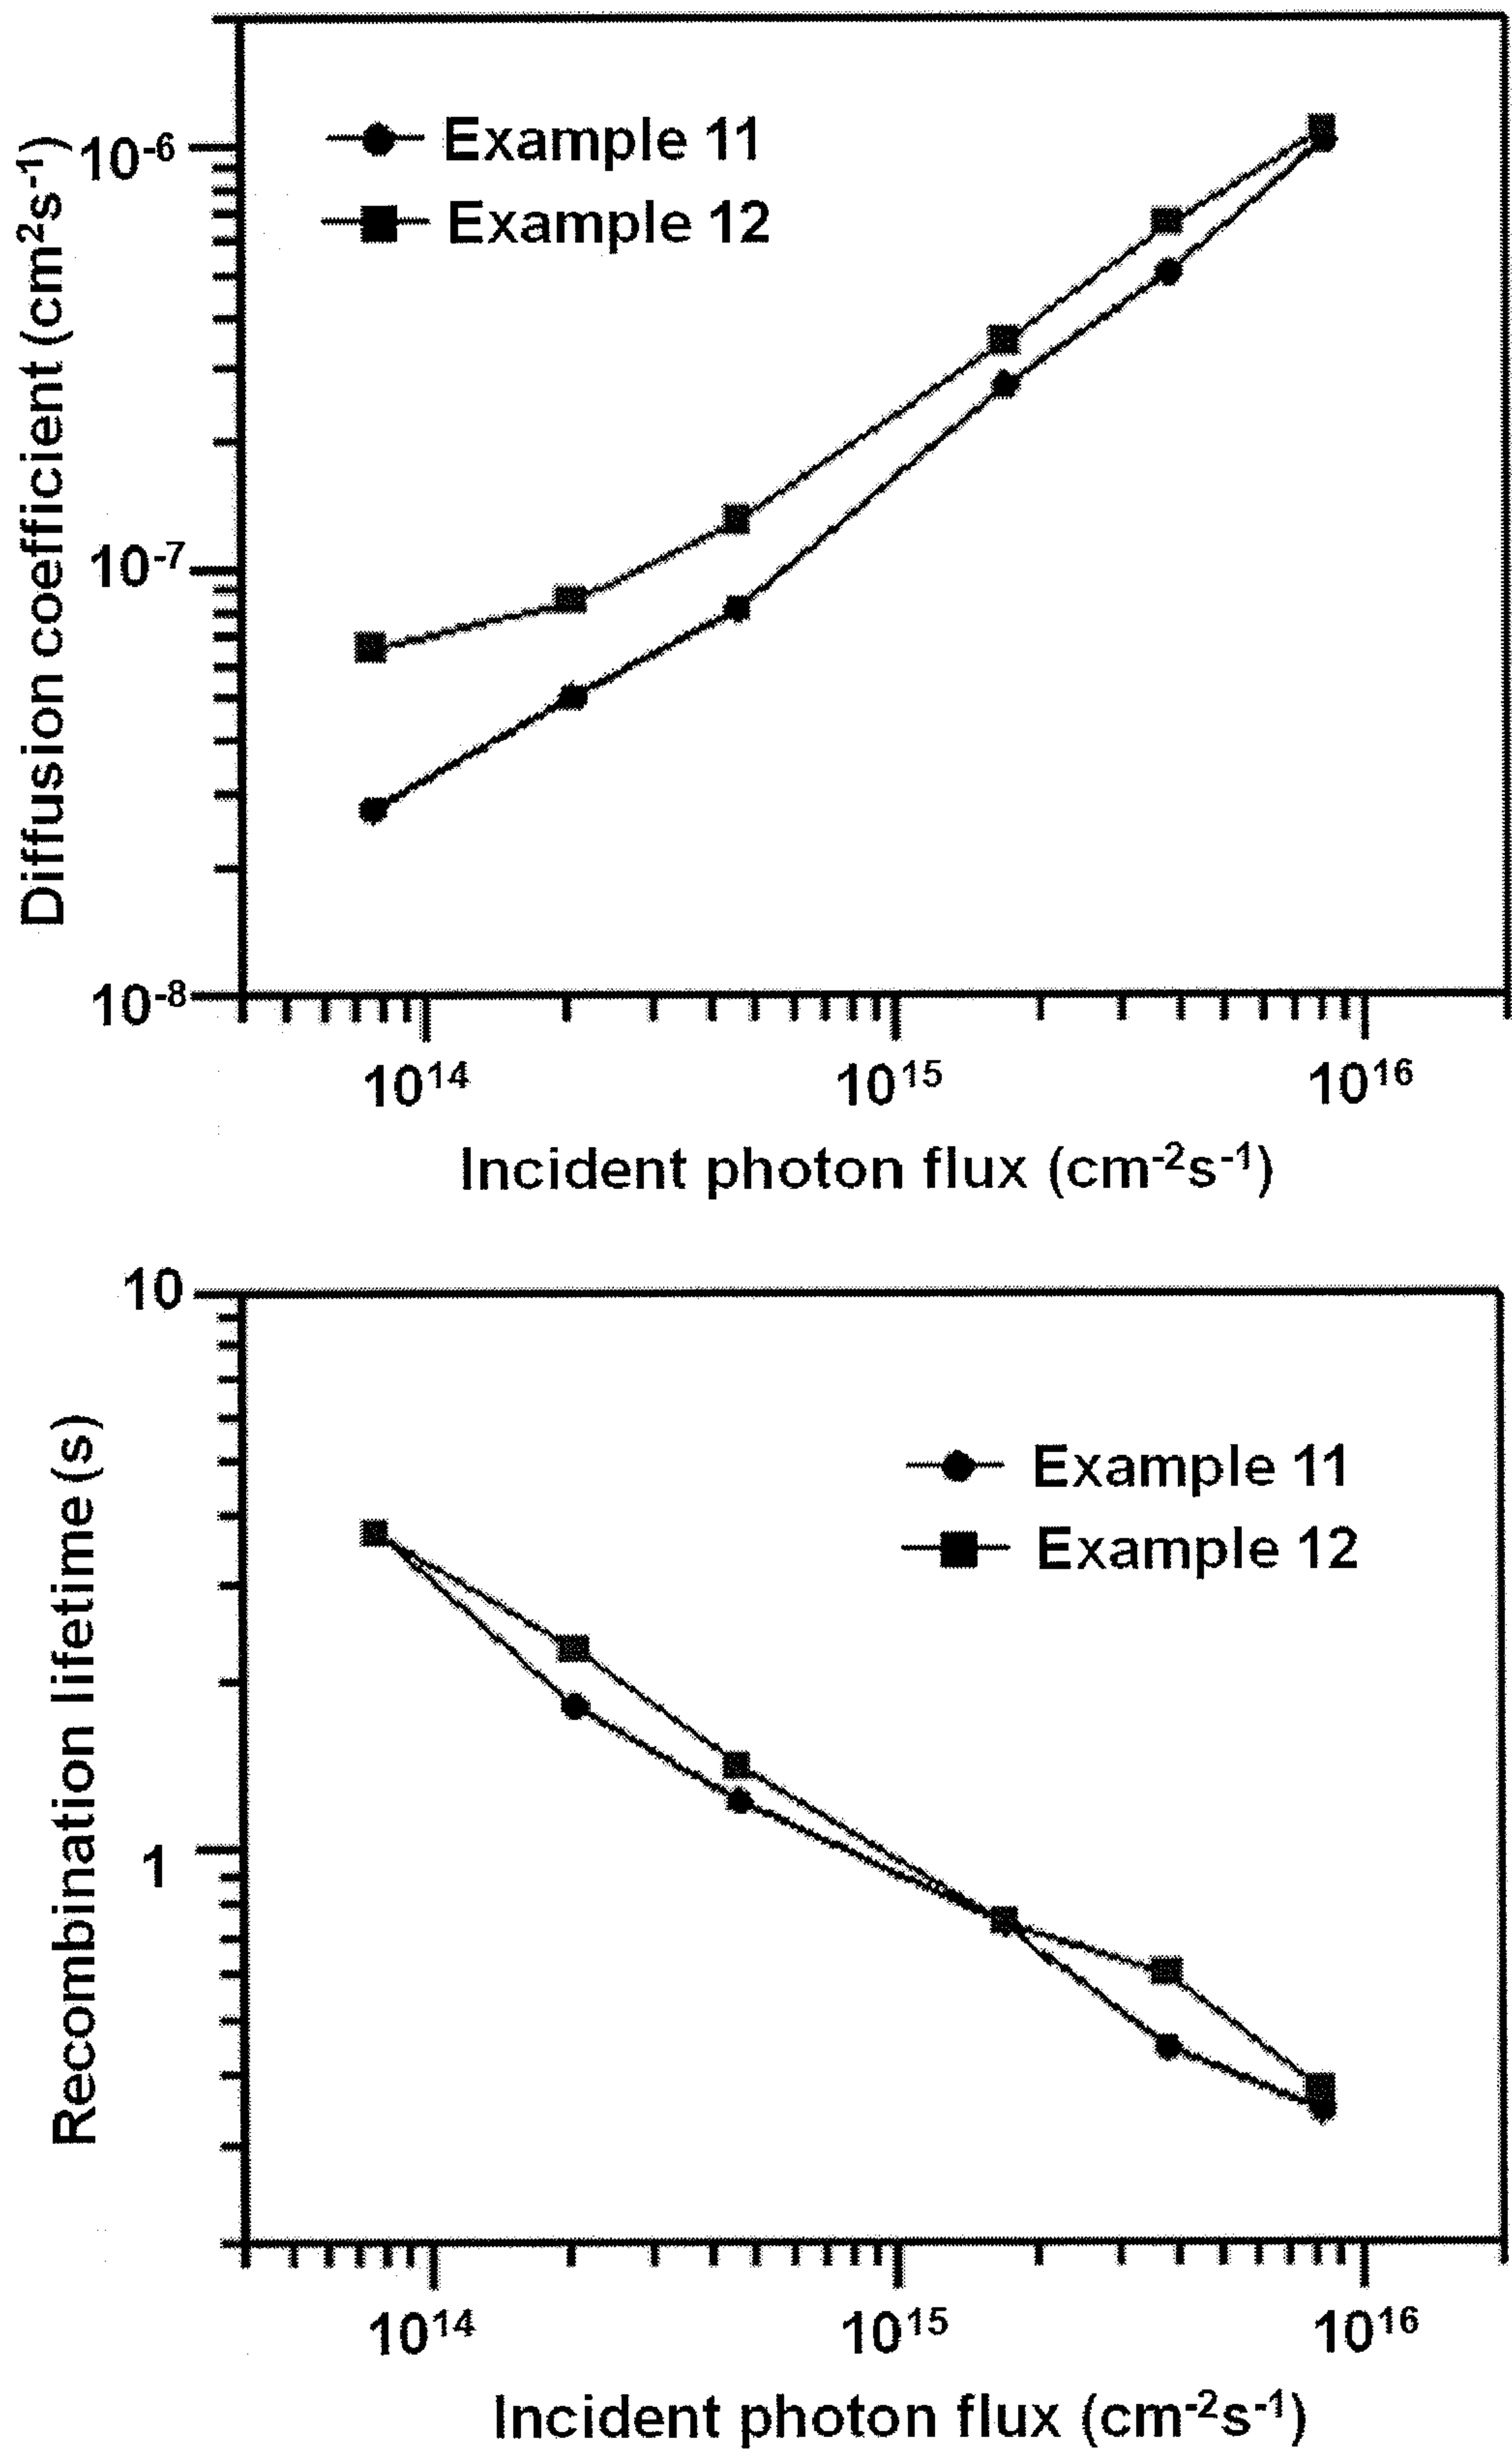 Diffusion coefficient (cm²s⁻¹)
10⁻⁶
10⁻⁷
10⁻⁸
Example 11
Example 12
10¹⁴ 10¹⁵ 10¹⁶
Incident photon flux (cm⁻²s⁻¹)
Recombination lifetime (s)
10
1
Example 11
Example 12
10¹⁴ 10¹⁵ 10¹⁶
Incident photon flux (cm⁻²s⁻¹)